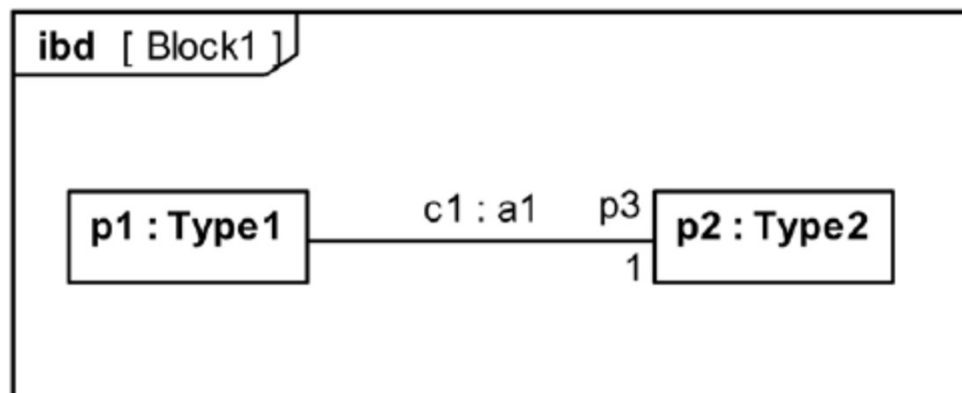 ibd [ Block1 ]
c1 : a1 p3
p1 : Type1
p2 : Type2
1